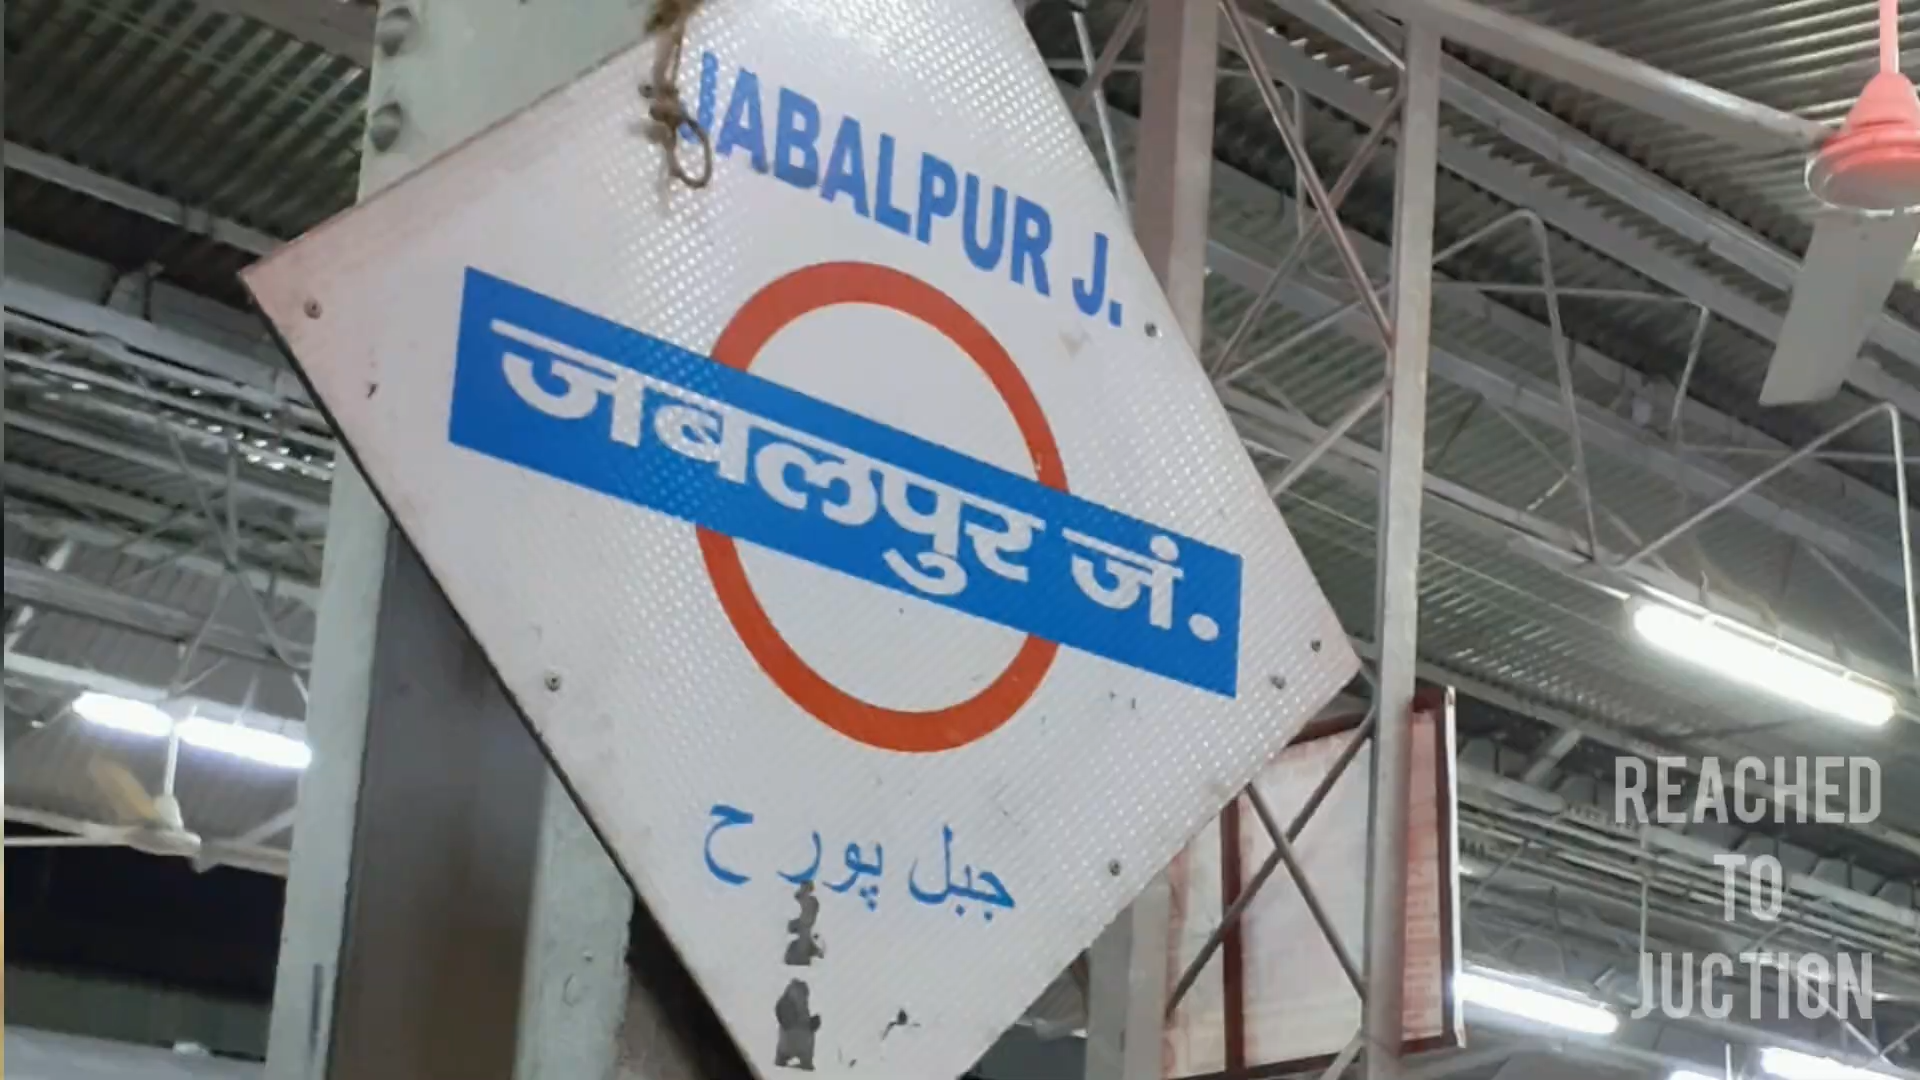 JABALPUR J.
जबलपुर जं.
جبل پور ح
REACHED
TO
JUCTION